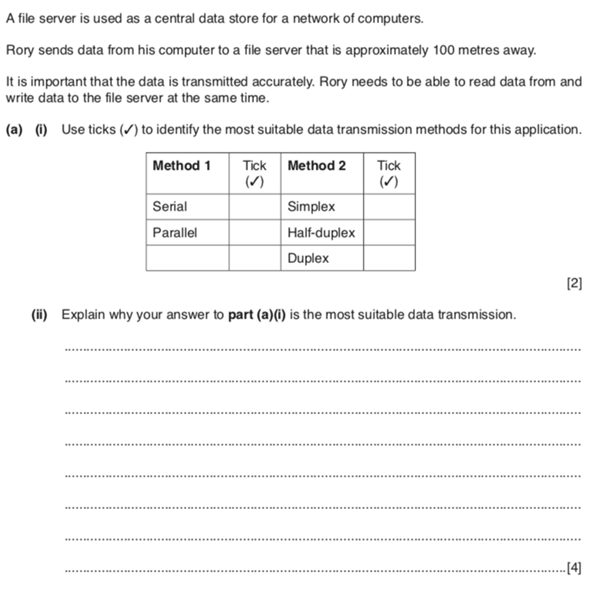 A file server is used as a central data store for a network of computers.
Rory sends data from his computer to a file server that is approximately 100 metres away.
It is important that the data is transmitted accurately. Rory needs to be able to read data from and
write data to the file server at the same time.
(a) (i) Use ticks (✓) to identify the most suitable data transmission methods for this application.
Method 1 Tick (✓) Method 2 Tick (✓)
Serial Simplex
Parallel Half-duplex
Duplex
[2]
(ii) Explain why your answer to part (a)(i) is the most suitable data transmission.
[4]